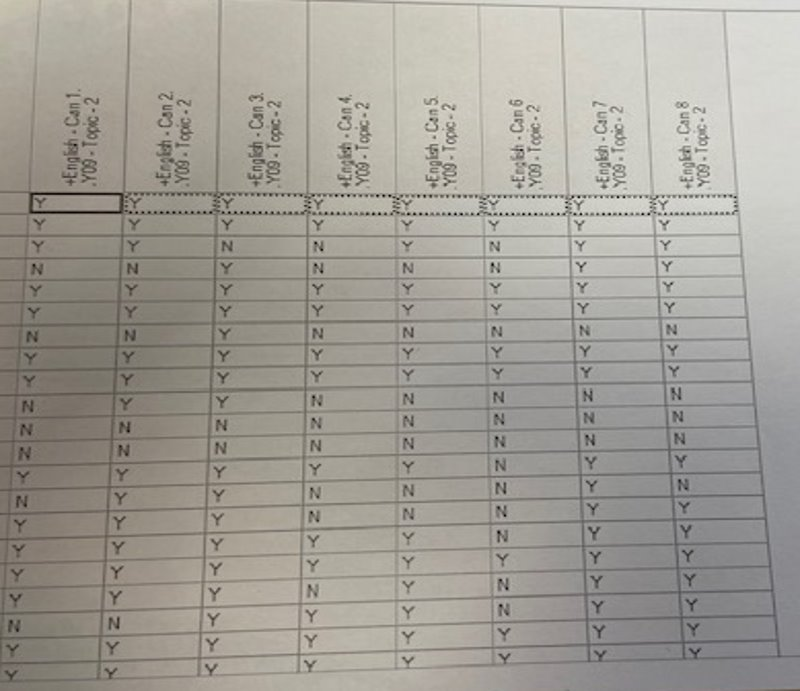 +English - Can 1.
.Y09 - Topic - 2
+English - Can 2.
.Y09 - Topic - 2
+English - Can 3.
.Y09 - Topic - 2
+English - Can 4.
.Y09 - Topic - 2
+English - Can 5.
.Y09 - Topic - 2
+English - Can 6
.Y09 - Topic - 2
+English - Can 7
.Y09 - Topic - 2
+English - Can 8
.Y09 - Topic - 2
Y Y Y Y Y Y Y Y
Y Y Y Y Y Y Y Y
Y Y N N Y N Y Y
N N Y N N N Y Y
Y Y Y Y Y Y Y Y
Y Y Y Y Y Y Y Y
N N Y N N N N N
Y Y Y Y Y Y Y Y
Y Y Y Y Y Y Y Y
N Y Y N N N N N
N N N N N N N N
N N N N N N N N
Y Y Y Y Y N Y Y
N Y Y N N N Y N
Y Y Y N N N Y Y
Y Y Y Y Y N Y Y
Y Y Y Y Y Y Y Y
Y Y Y N Y N Y Y
N N Y Y Y N Y Y
Y Y Y Y Y Y Y Y
Y Y Y Y Y Y Y Y